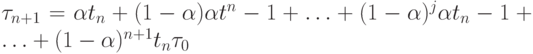 τ_{n+1} = αt_n + (1 − α)αt^n − 1 + . . . + (1 − α)^j αt_n − 1 +
. . . + (1 − α)^{n+1} t_n τ_0